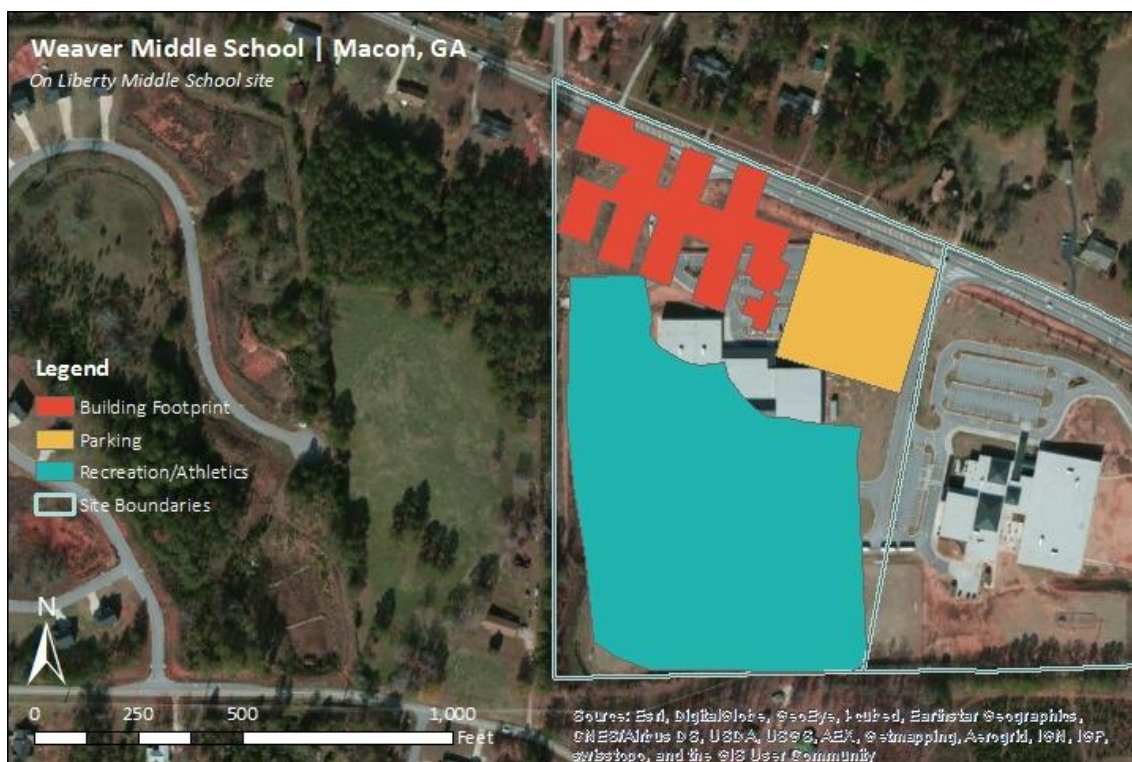 Weaver Middle School | Macon, GA
On Liberty Middle School site
Legend
Building Footprint
Parking
Recreation/Athletics
Site Boundaries
N
0 250 500 1,000
Feet
Source: Esri, DigitalGlobe, GeoEye, i-cubed, Earthstar Geographics,
CNES/Airbus DS, USDA, USGS, AEX, Getmapping, Aerogrid, IGN, IGP,
swisstopo, and the GIS User Community